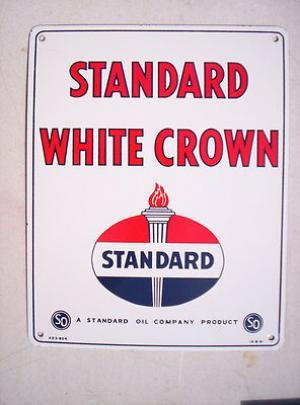 STANDARD
WHITE CROWN
STANDARD
SO A STANDARD OIL COMPANY PRODUCT SO